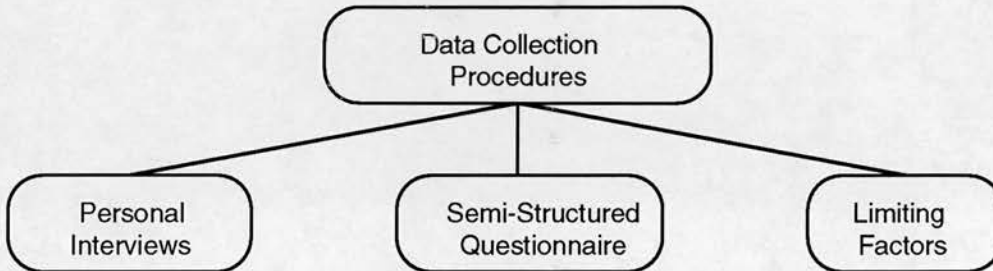 Data Collection
Procedures
Personal
Interviews
Semi-Structured
Questionnaire
Limiting
Factors